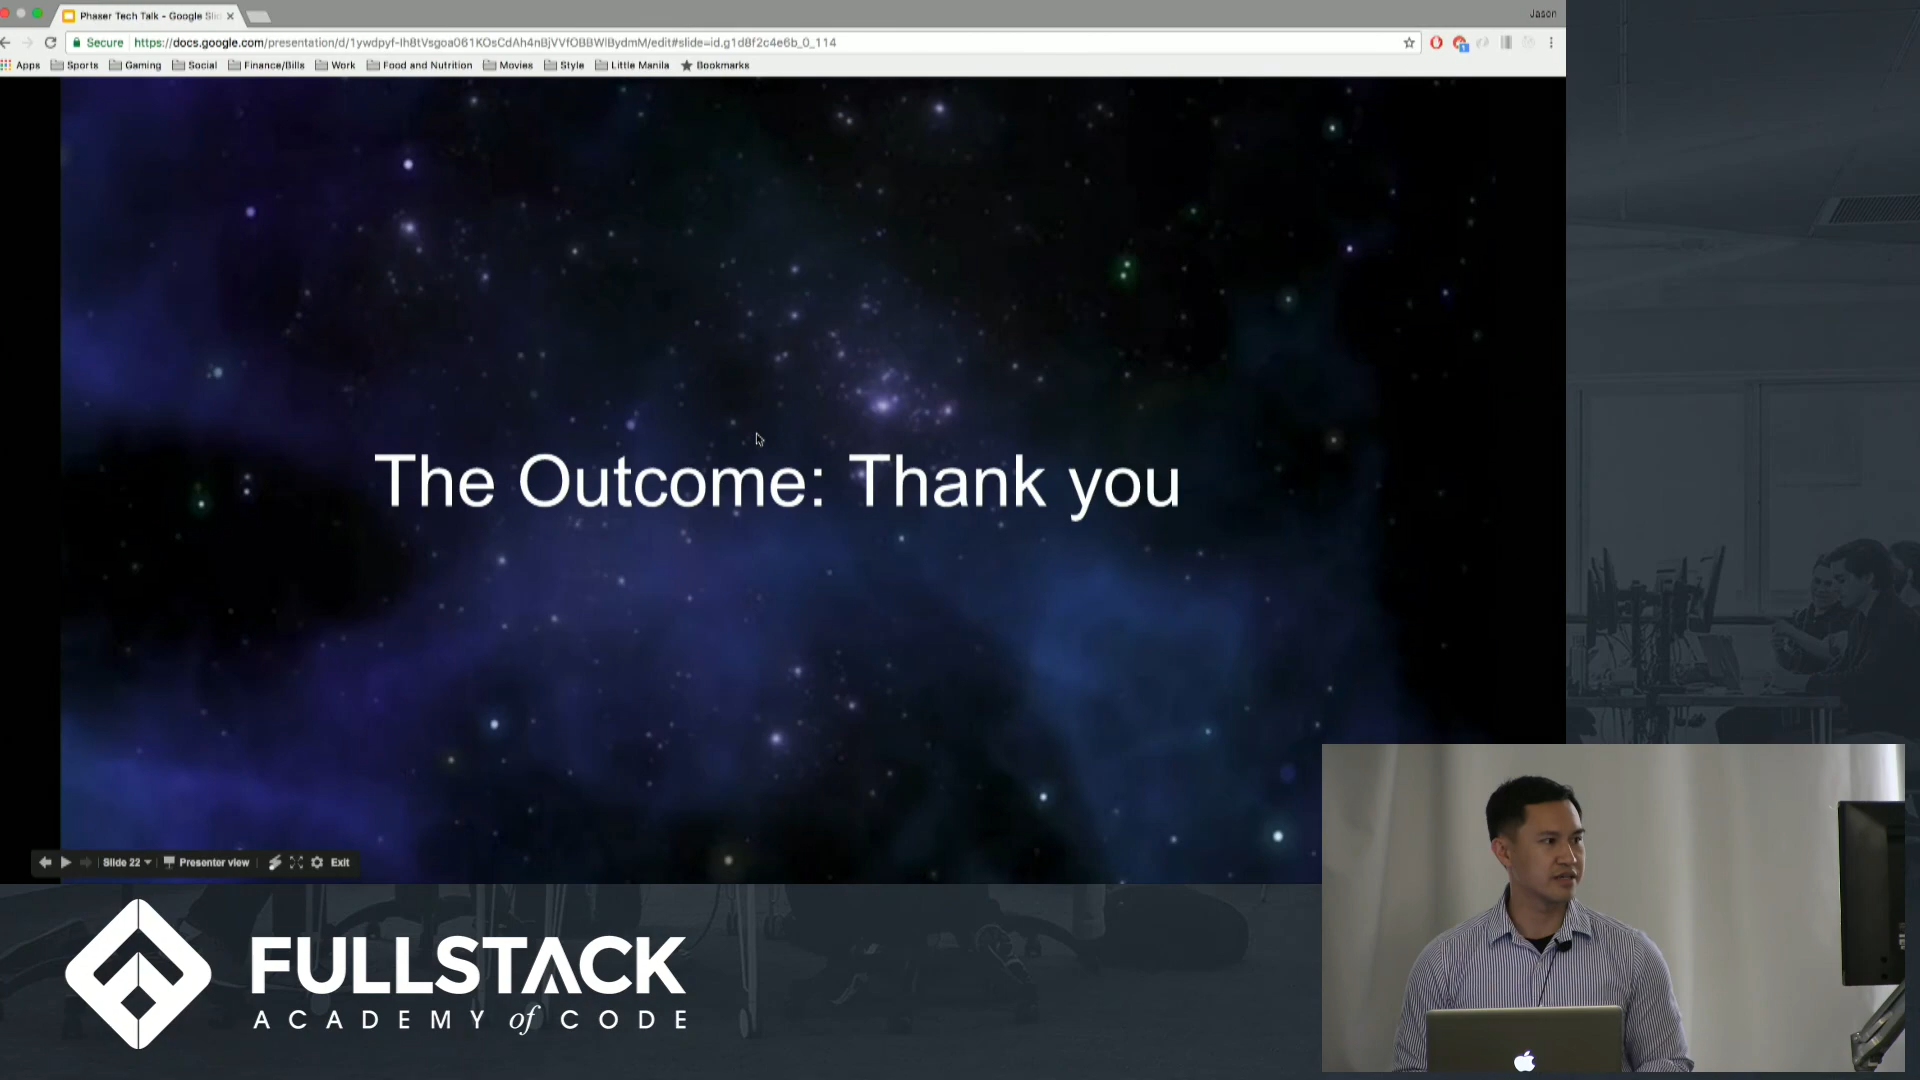 Phaser Tech Talk - Google Sli
Jason
Secure
https://docs.google.com/presentation/d/1ywdpyf-Ih8tVsgoa061KOsCdAh4nBjVVfOBBWlBydmM/edit#slide=id.g1d8f2c4e6b_0_114
Apps Sports Gaming Social Finance/Bills Work Food and Nutrition Movies Style Little Manila Bookmarks
The Outcome: Thank you
Slide 22 Presenter view Exit
FULLSTACK
ACADEMY of CODE